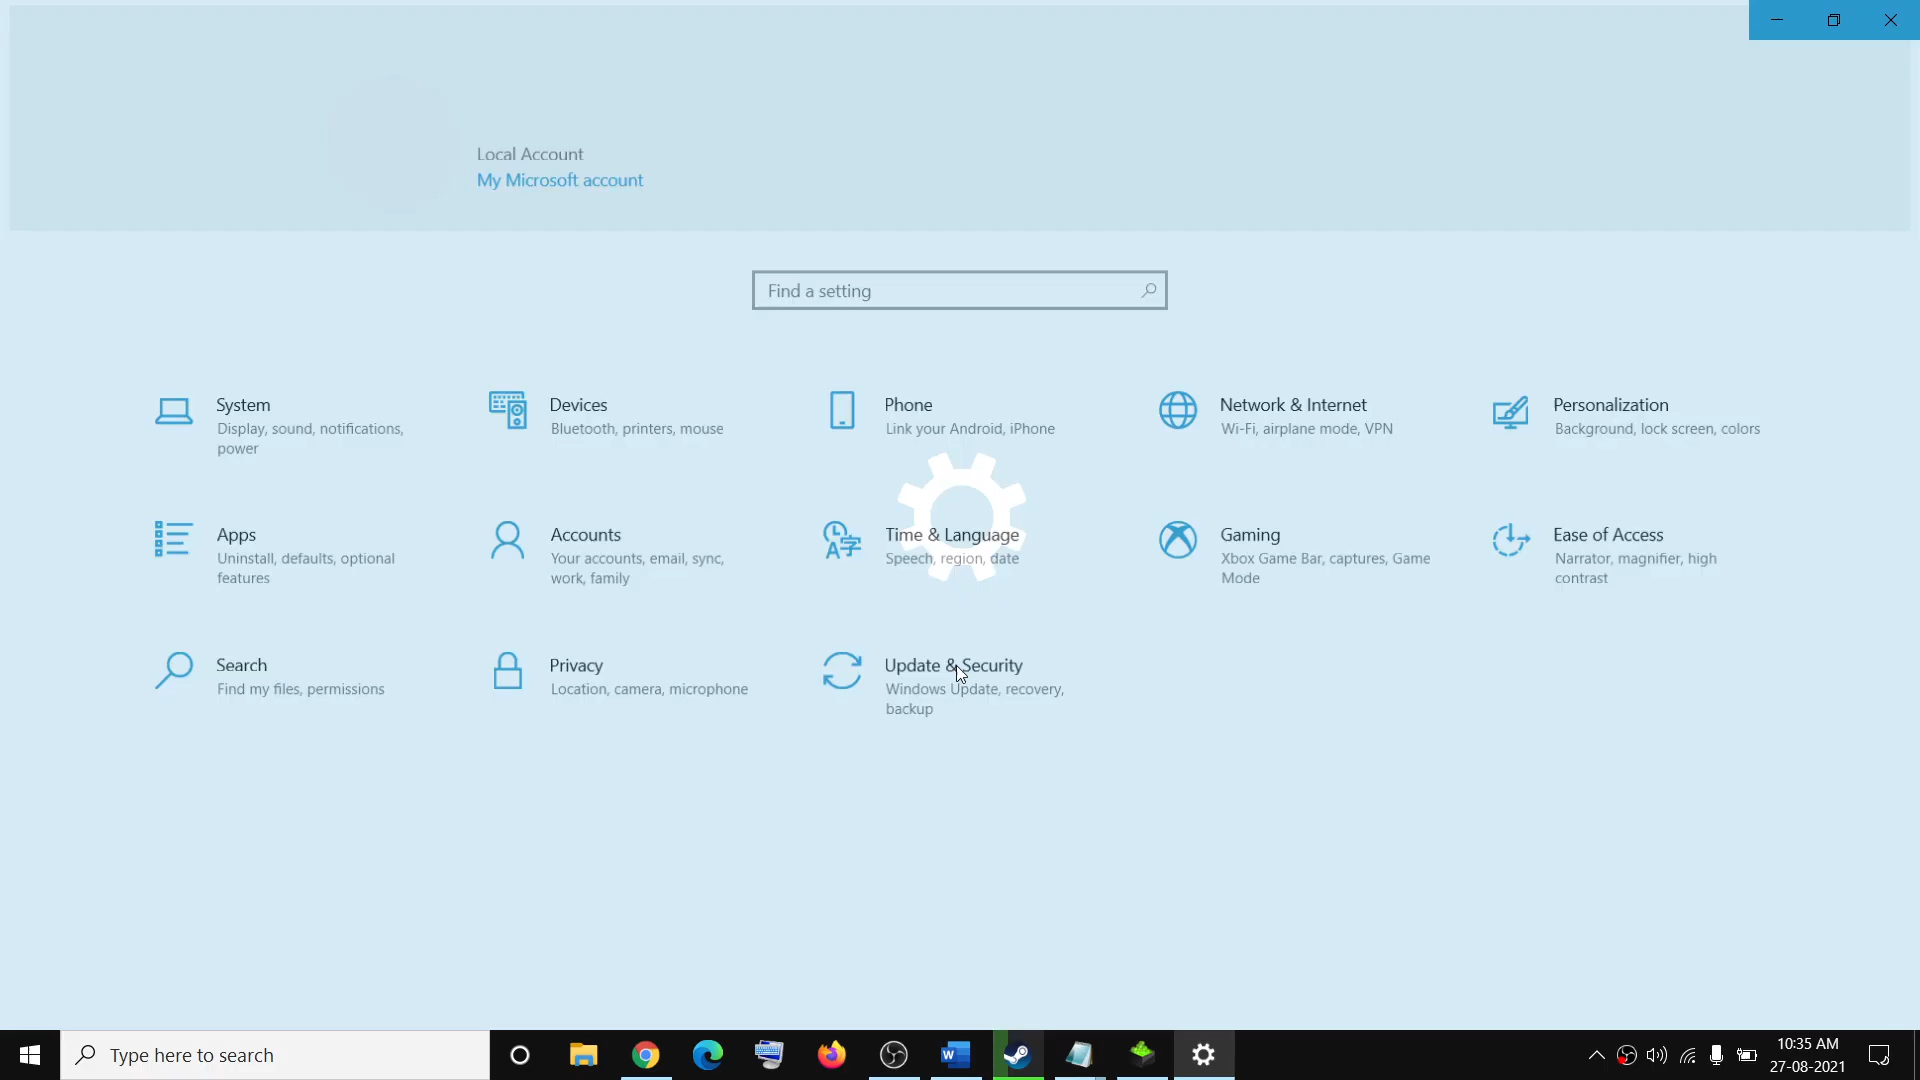 Local Account
My Microsoft account
Find a setting
System
Display, sound, notifications,
power
Devices
Bluetooth, printers, mouse
Phone
Link your Android, iPhone
Network & Internet
Wi-Fi, airplane mode, VPN
Personalization
Background, lock screen, colors
Apps
Uninstall, defaults, optional
features
Accounts
Your accounts, email, sync,
work, family
Time & Language
Speech, region, date
Gaming
Xbox Game Bar, captures, Game
Mode
Ease of Access
Narrator, magnifier, high
contrast
Search
Find my files, permissions
Privacy
Location, camera, microphone
Update & Security
Windows Update, recovery,
backup
Type here to search
10:35 AM
27-08-2021